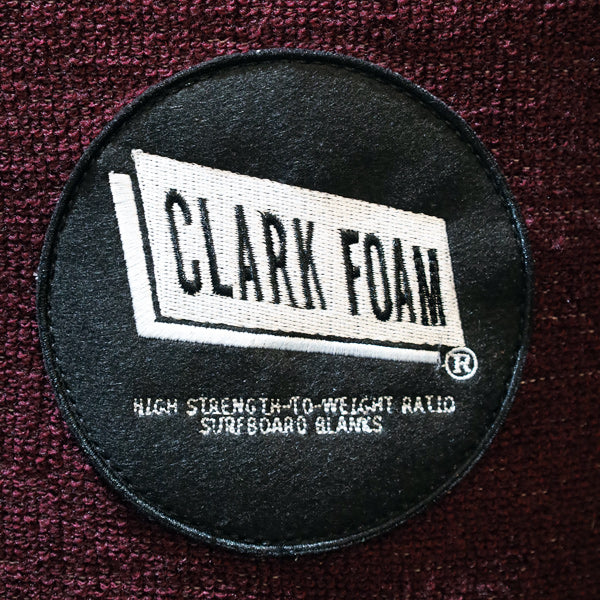 CLARK FOAM
®
HIGH STRENGTH-TO-WEIGHT RATIO
SURFBOARD BLANKS